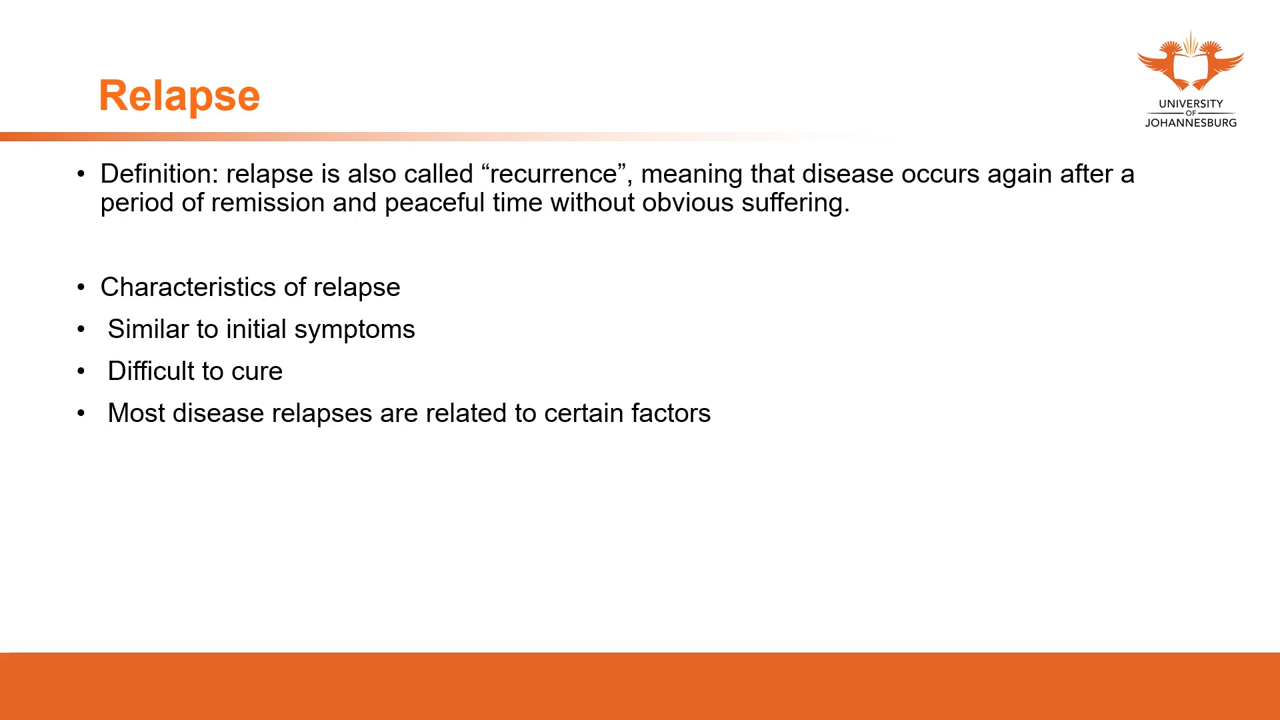 Relapse
UNIVERSITY
OF
JOHANNESBURG
• Definition: relapse is also called “recurrence”, meaning that disease occurs again after a
period of remission and peaceful time without obvious suffering.
• Characteristics of relapse
• Similar to initial symptoms
• Difficult to cure
• Most disease relapses are related to certain factors